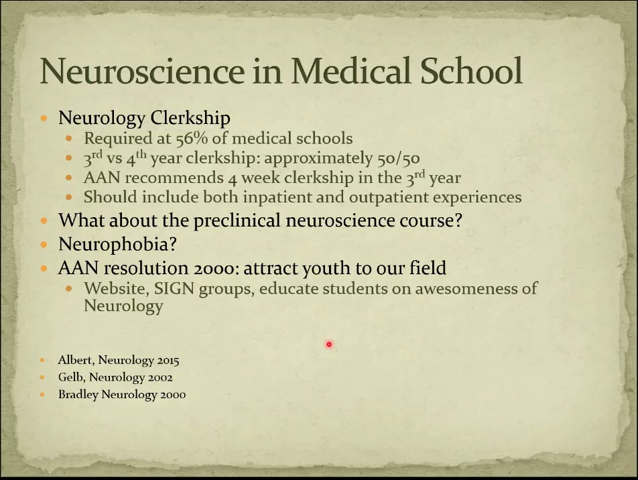 Neuroscience in Medical School
Neurology Clerkship
Required at 56% of medical schools
3rd vs 4th year clerkship: approximately 50/50
AAN recommends 4 week clerkship in the 3rd year
Should include both inpatient and outpatient experiences
What about the preclinical neuroscience course?
Neurophobia?
AAN resolution 2000: attract youth to our field
Website, SIGN groups, educate students on awesomeness of
Neurology
Albert, Neurology 2015
Gelb, Neurology 2002
Bradley Neurology 2000